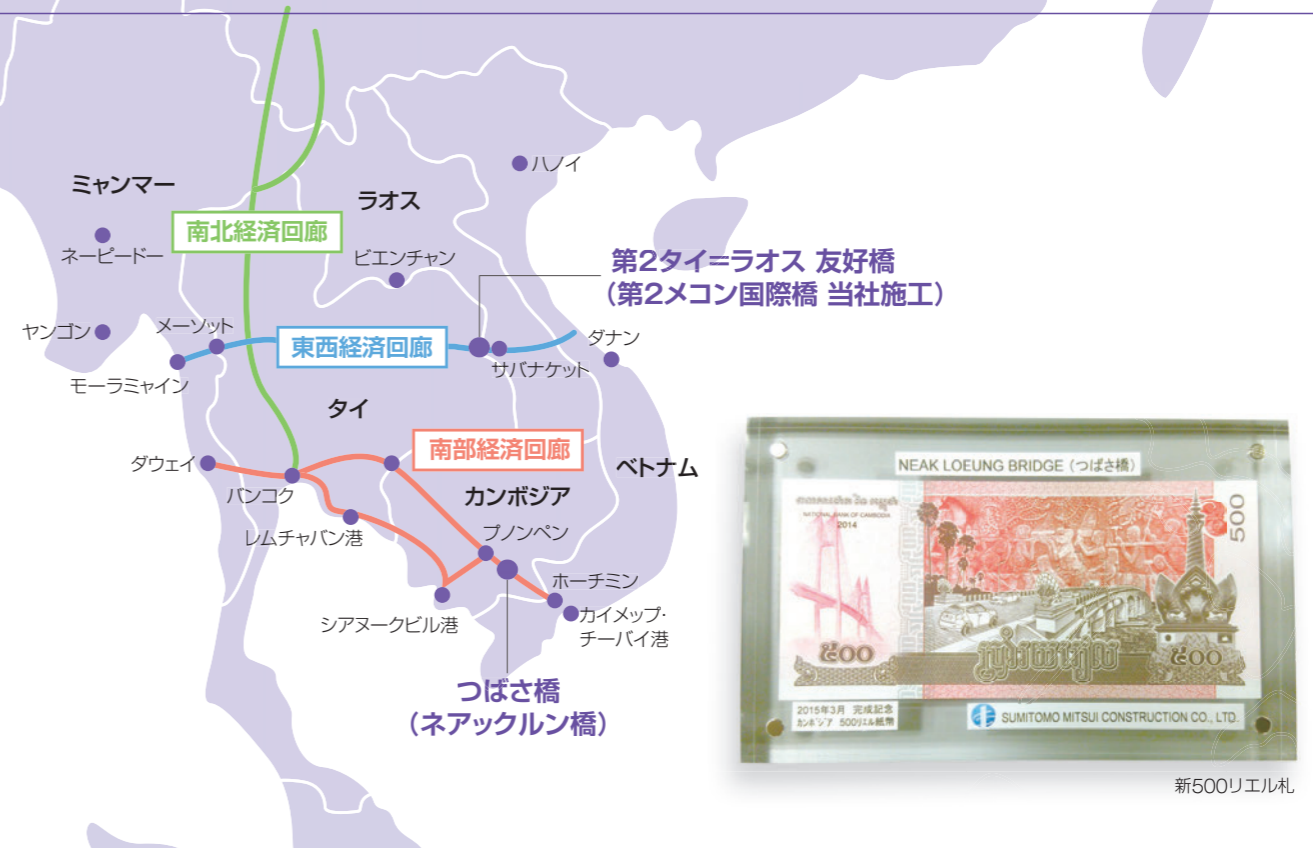 ハノイ
ミャンマー
ラオス
南北経済回廊
ネーピードー
ビエンチャン
第2タイ=ラオス 友好橋
(第2メコン国際橋 当社施工)
ヤンゴン
メーソット
東西経済回廊
ダナン
サバナケット
モーラミャイン
タイ
南部経済回廊
ダウェイ
ベトナム
バンコク
カンボジア
レムチャバン港
プノンペン
ホーチミン
シアヌークビル港
カイメップ・
チーバイ港
つばさ橋
(ネアックルン橋)
NEAK LOEUNG BRIDGE (つばさ橋)
NATIONAL BANK OF CAMBODIA
2014
500
៥00
៥00
2015年3月 完成記念
カンボジア 500リエル紙幣
SUMITOMO MITSUI CONSTRUCTION CO., LTD.
新500リエル札